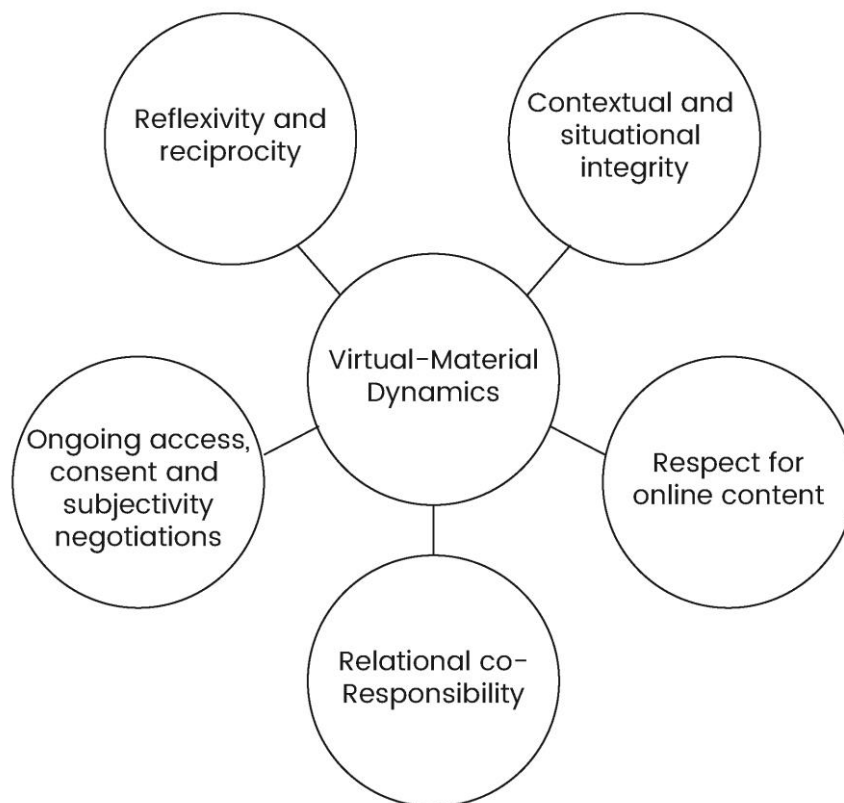 Reflexivity and
reciprocity
Contextual and
situational
integrity
Virtual-Material
Dynamics
Ongoing access,
consent and
subjectivity
negotiations
Respect for
online content
Relational co-
Responsibility